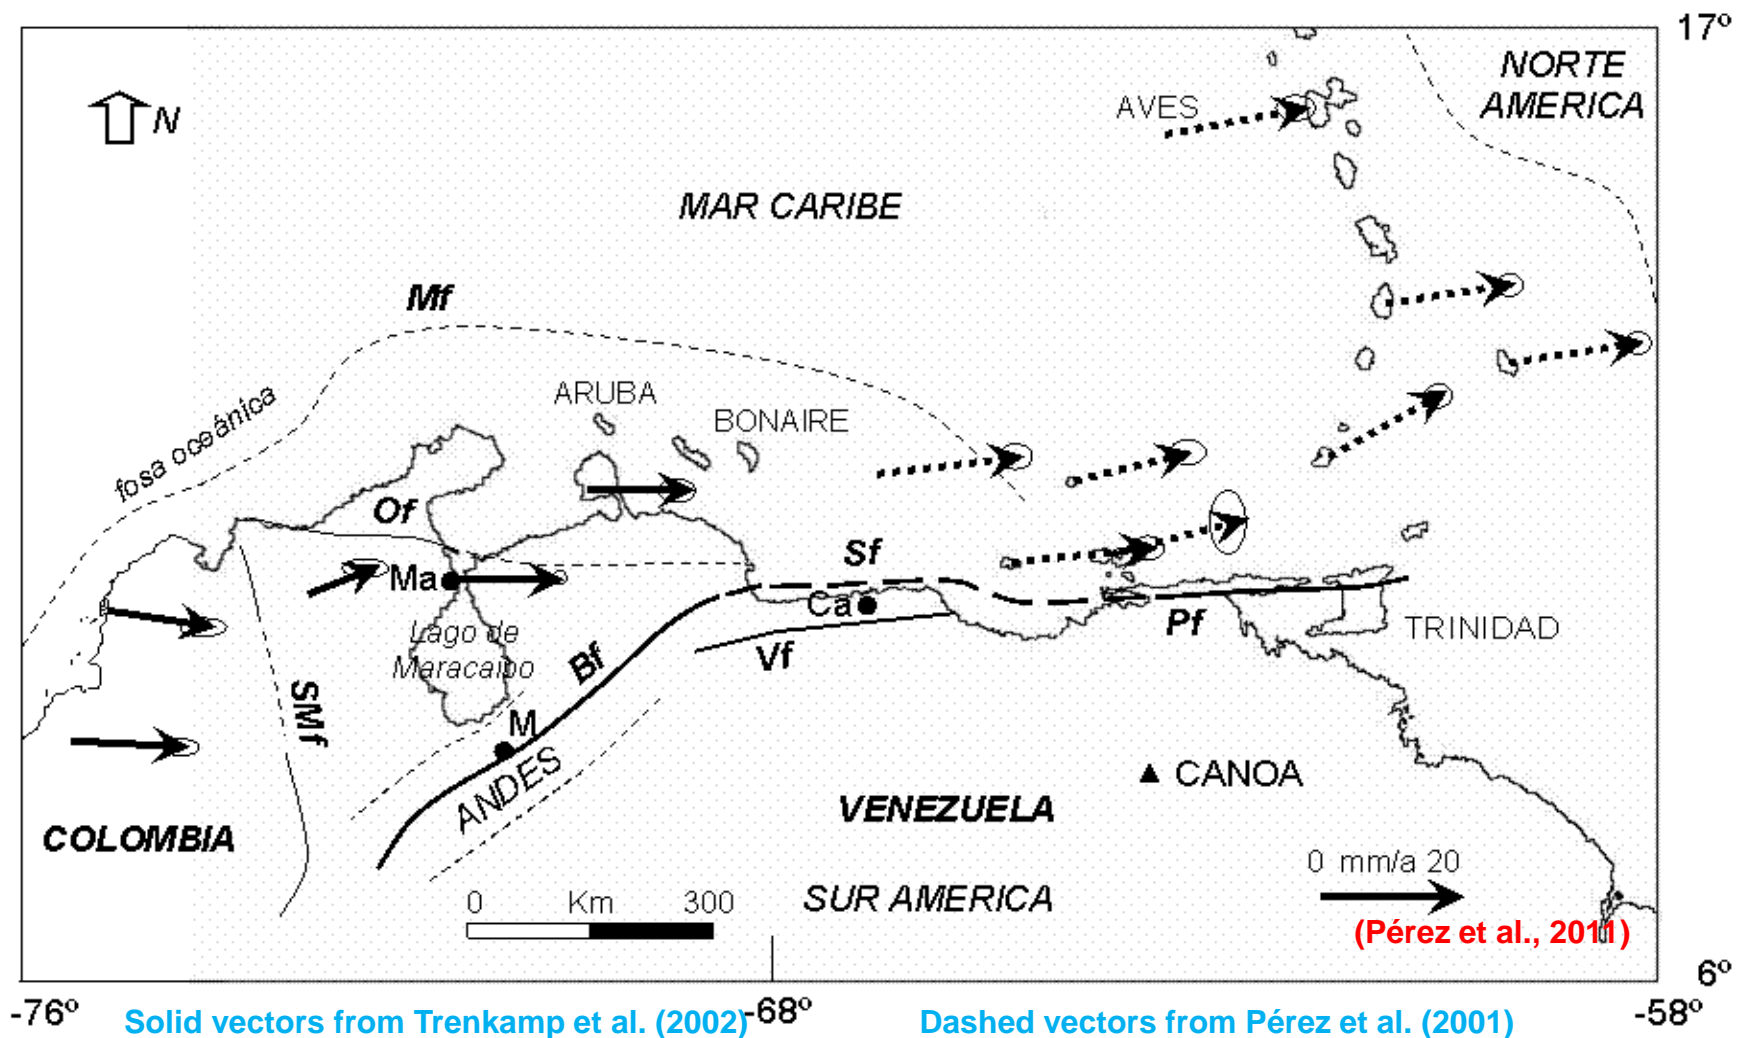 17º
NORTE
AMERICA
N
AVES
MAR CARIBE
Mf
ARUBA
BONAIRE
fosa oceânica
Of
Sf
Ma
Ca
Pf
TRINIDAD
Lago de
Maracaibo
Bf
Vf
SMf
M
ANDES
CANOA
VENEZUELA
COLOMBIA
0 mm/a 20
0 Km 300
SUR AMERICA
(Pérez et al., 2011)
6º
-76º
-68º
-58º
Solid vectors from Trenkamp et al. (2002)
Dashed vectors from Pérez et al. (2001)